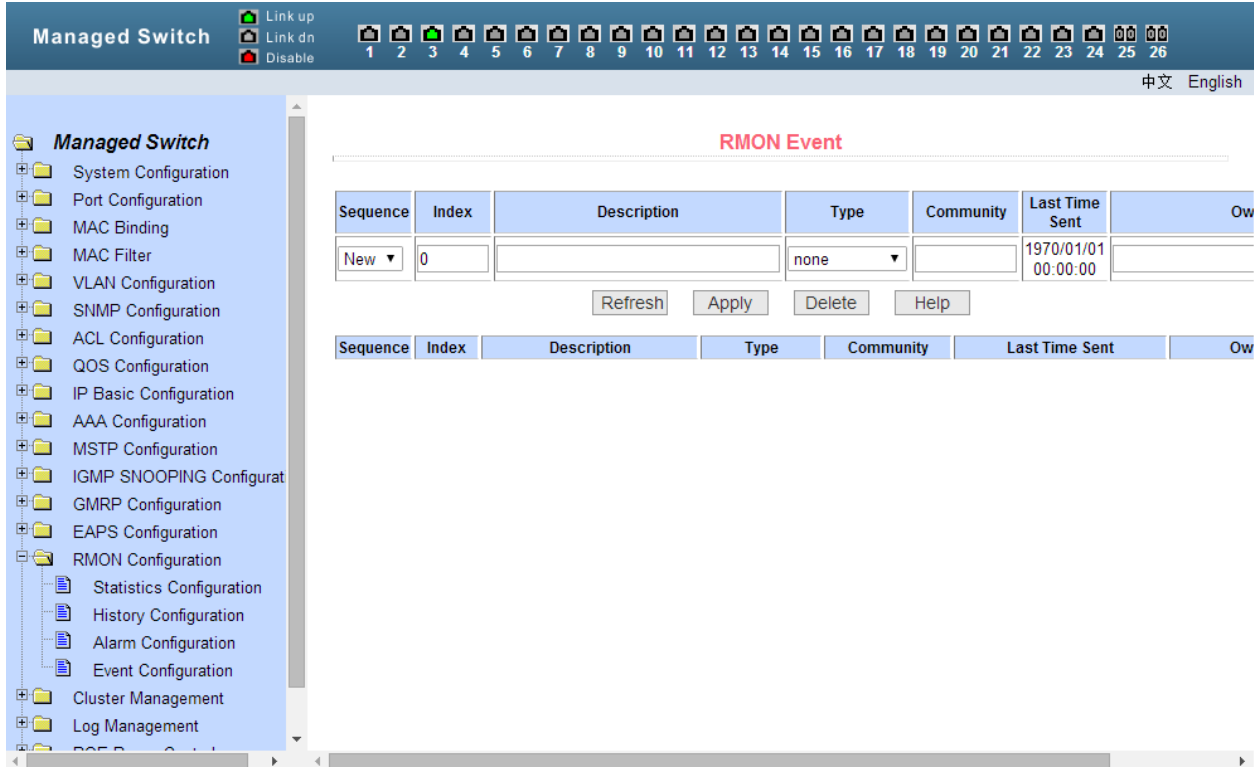 Managed Switch
Link up
Link dn
Disable
1 2 3 4 5 6 7 8 9 10 11 12 13 14 15 16 17 18 19 20 21 22 23 24 25 26
中文 English
Managed Switch
System Configuration
Port Configuration
MAC Binding
MAC Filter
VLAN Configuration
SNMP Configuration
ACL Configuration
QOS Configuration
IP Basic Configuration
AAA Configuration
MSTP Configuration
IGMP SNOOPING Configurat
GMRP Configuration
EAPS Configuration
RMON Configuration
Statistics Configuration
History Configuration
Alarm Configuration
Event Configuration
Cluster Management
Log Management
RMON Event
Sequence Index Description Type Community Last Time Sent Ow
New 0 none 1970/01/01 00:00:00
Refresh Apply Delete Help
Sequence Index Description Type Community Last Time Sent Ow